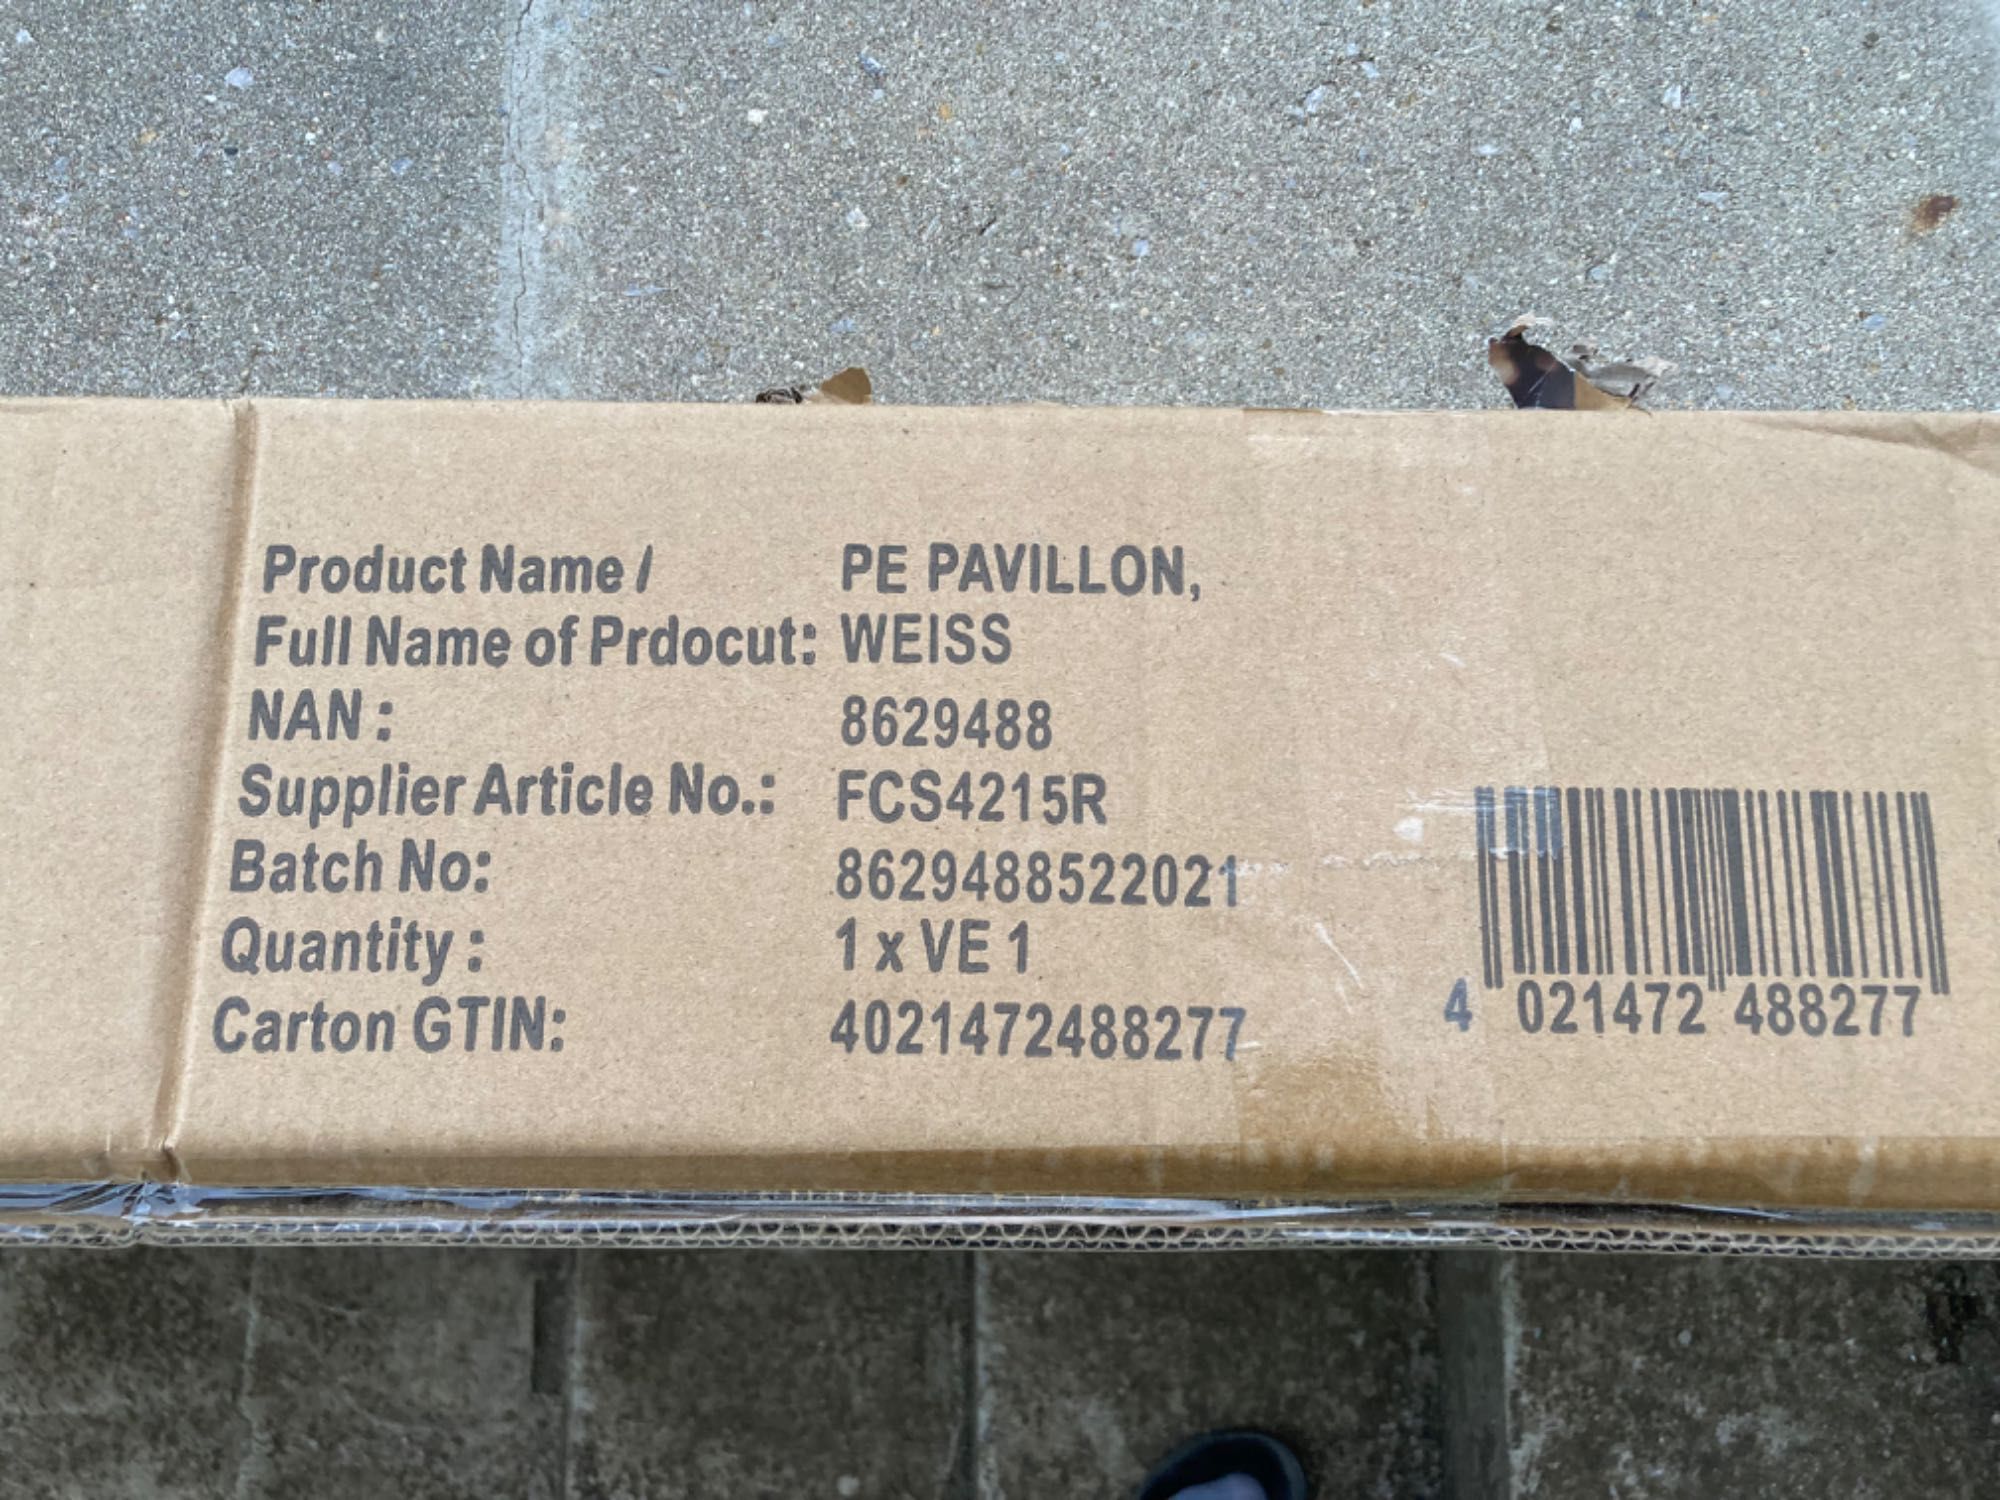 Product Name / PE PAVILLON,
Full Name of Prdocut: WEISS
NAN : 8629488
Supplier Article No.: FCS4215R
Batch No: 8629488522021
Quantity : 1 x VE 1
Carton GTIN: 4021472488277
4 021472 488277